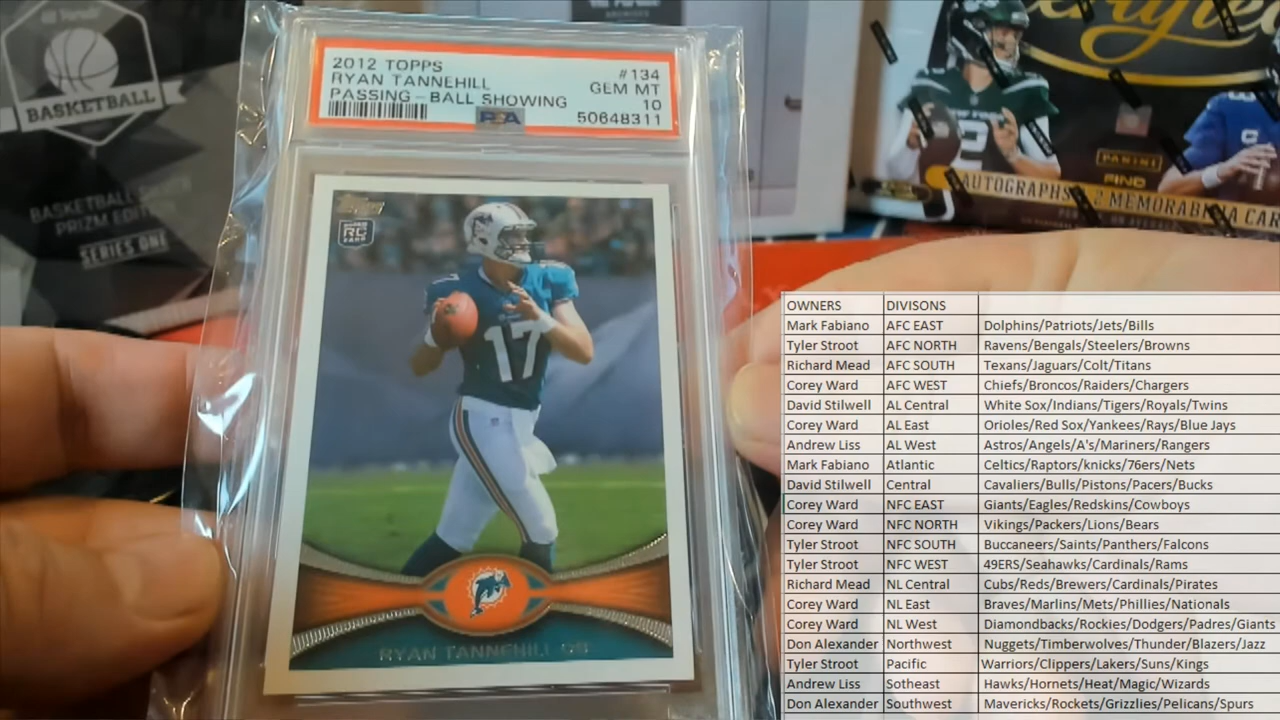 BASKETBALL
BASKETBALL
PRIZM EDITION
SERIES ONE
2012 TOPPS #134
RYAN TANNEHILL GEM MT
PASSING - BALL SHOWING 10
PSA 50648311
Topps
RC
17
RYAN TANNEHILL QB
Certified
2
PANINI
FIND
AUTOGRAPHS 2 MEMORABILIA CAR
OWNERS DIVISONS
Mark Fabiano AFC EAST Dolphins/Patriots/Jets/Bills
Tyler Stroot AFC NORTH Ravens/Bengals/Steelers/Browns
Richard Mead AFC SOUTH Texans/Jaguars/Colt/Titans
Corey Ward AFC WEST Chiefs/Broncos/Raiders/Chargers
David Stilwell AL Central White Sox/Indians/Tigers/Royals/Twins
Corey Ward AL East Orioles/Red Sox/Yankees/Rays/Blue Jays
Andrew Liss AL West Astros/Angels/A's/Mariners/Rangers
Mark Fabiano Atlantic Celtics/Raptors/knicks/76ers/Nets
David Stilwell Central Cavaliers/Bulls/Pistons/Pacers/Bucks
Corey Ward NFC EAST Giants/Eagles/Redskins/Cowboys
Corey Ward NFC NORTH Vikings/Packers/Lions/Bears
Tyler Stroot NFC SOUTH Buccaneers/Saints/Panthers/Falcons
Tyler Stroot NFC WEST 49ERS/Seahawks/Cardinals/Rams
Richard Mead NL Central Cubs/Reds/Brewers/Cardinals/Pirates
Corey Ward NL East Braves/Marlins/Mets/Phillies/Nationals
Corey Ward NL West Diamondbacks/Rockies/Dodgers/Padres/Giants
Don Alexander Northwest Nuggets/Timberwolves/Thunder/Blazers/Jazz
Tyler Stroot Pacific Warriors/Clippers/Lakers/Suns/Kings
Andrew Liss Sotheast Hawks/Hornets/Heat/Magic/Wizards
Don Alexander Southwest Mavericks/Rockets/Grizzlies/Pelicans/Spurs